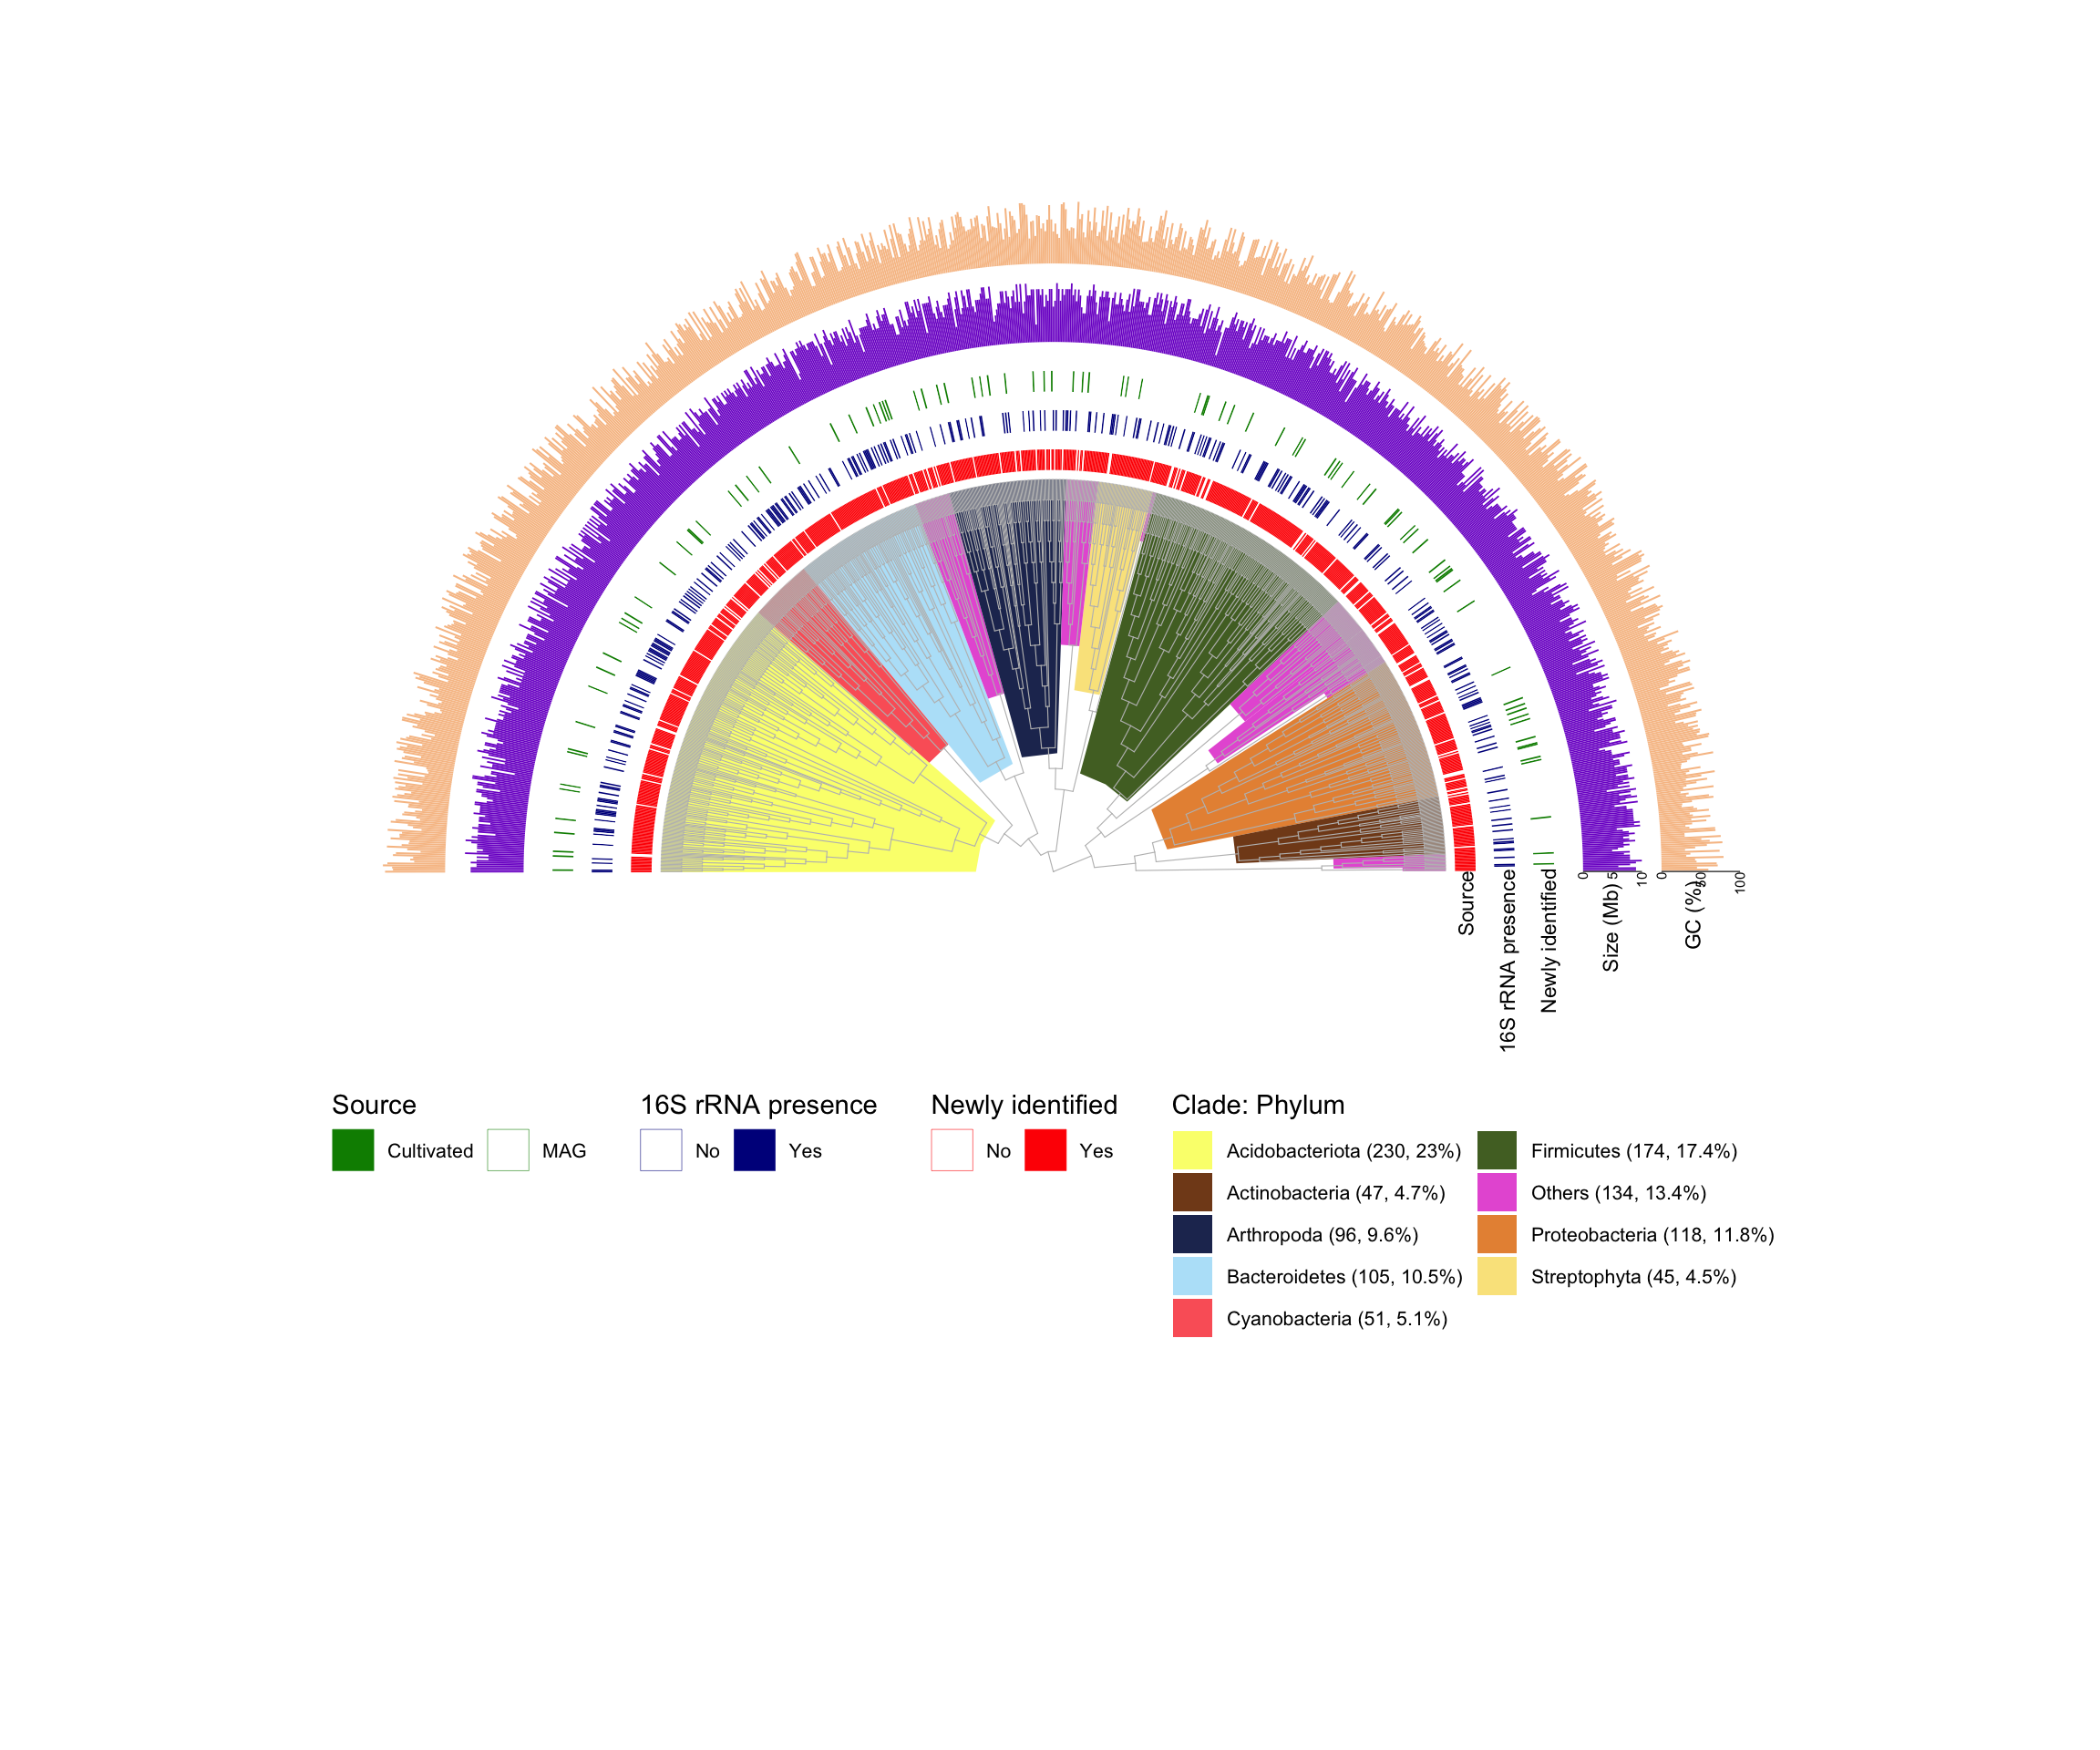 0
5
10
0
50
100
Source
16S rRNA presence
Newly identified
Size (Mb)
GC (%)
Source
Cultivated
MAG
16S rRNA presence
No
Yes
Newly identified
No
Yes
Clade: Phylum
Acidobacteriota (230, 23%)
Actinobacteria (47, 4.7%)
Arthropoda (96, 9.6%)
Bacteroidetes (105, 10.5%)
Cyanobacteria (51, 5.1%)
Firmicutes (174, 17.4%)
Others (134, 13.4%)
Proteobacteria (118, 11.8%)
Streptophyta (45, 4.5%)